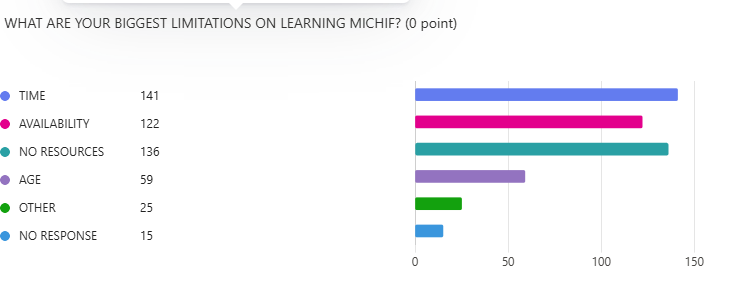 WHAT ARE YOUR BIGGEST LIMITATIONS ON LEARNING MICHIF? (0 point)
TIME 141
AVAILABILITY 122
NO RESOURCES 136
AGE 59
OTHER 25
NO RESPONSE 15
0 50 100 150